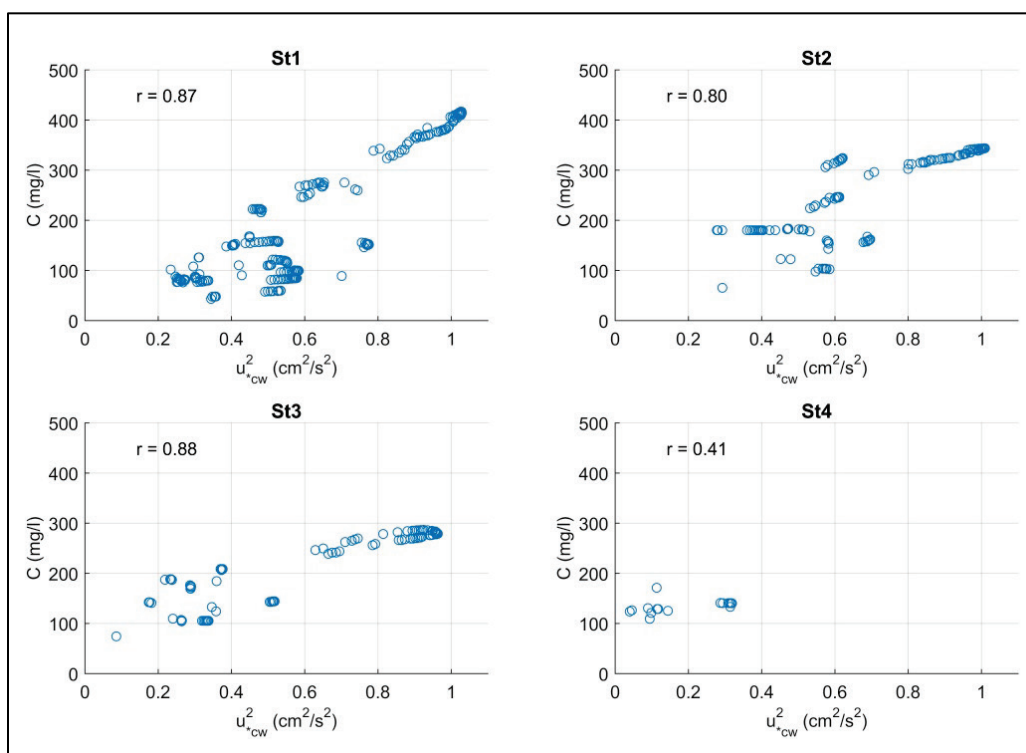 St1
500
400
300
200
100
0
C (mg/l)
r = 0.87
0 0.2 0.4 0.6 0.8 1
u²*cw (cm²/s²)
St2
500
400
300
200
100
0
C (mg/l)
r = 0.80
0 0.2 0.4 0.6 0.8 1
u²*cw (cm²/s²)
St3
500
400
300
200
100
0
C (mg/l)
r = 0.88
0 0.2 0.4 0.6 0.8 1
u²*cw (cm²/s²)
St4
500
400
300
200
100
0
C (mg/l)
r = 0.41
0 0.2 0.4 0.6 0.8 1
u²*cw (cm²/s²)